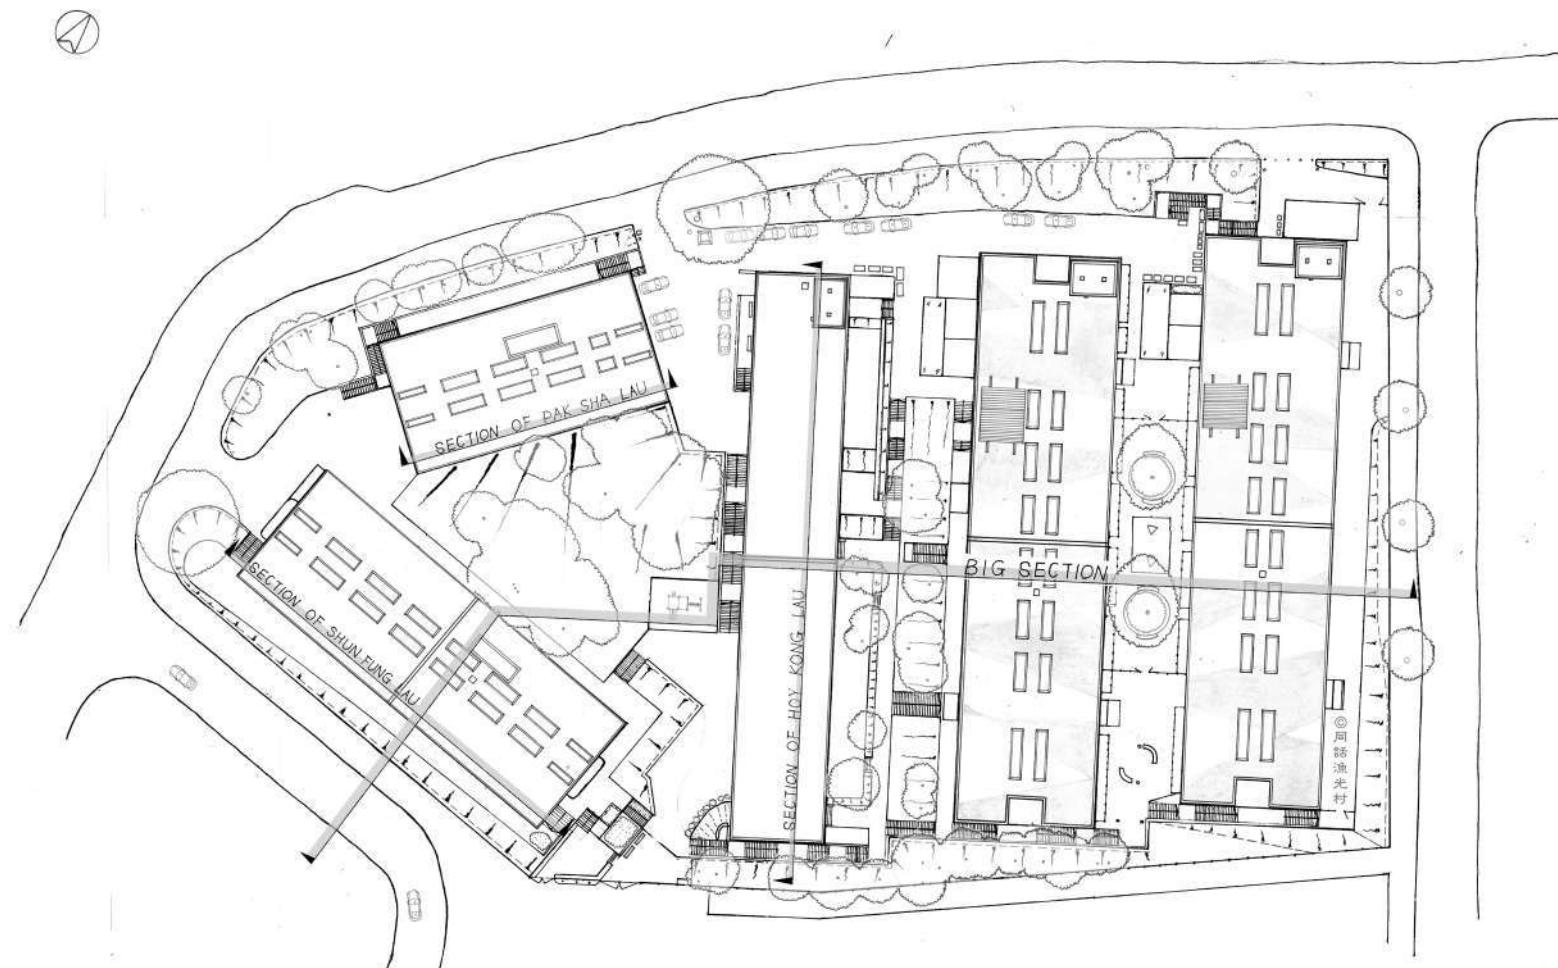 SECTION OF PAK SHA LAU
BIG SECTION
SECTION OF SHUN FUNG LAU
SECTION OF HOY KONG LAU
©同話漁光村